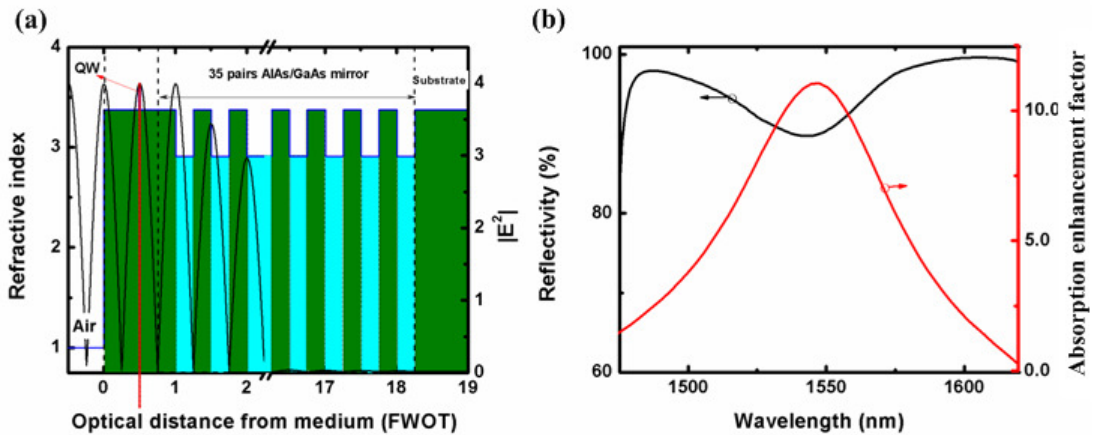 (a)
4
3
2
1
Refractive index
QW
35 pairs AlAs/GaAs mirror
Substrate
Air
4
3
2
1
0
|E²|
0 1 2 17 18 19
Optical distance from medium (FWOT)
(b)
100
80
60
Reflectivity (%)
10.0
5.0
0.0
Absorption enhancement factor
1500 1550 1600
Wavelength (nm)